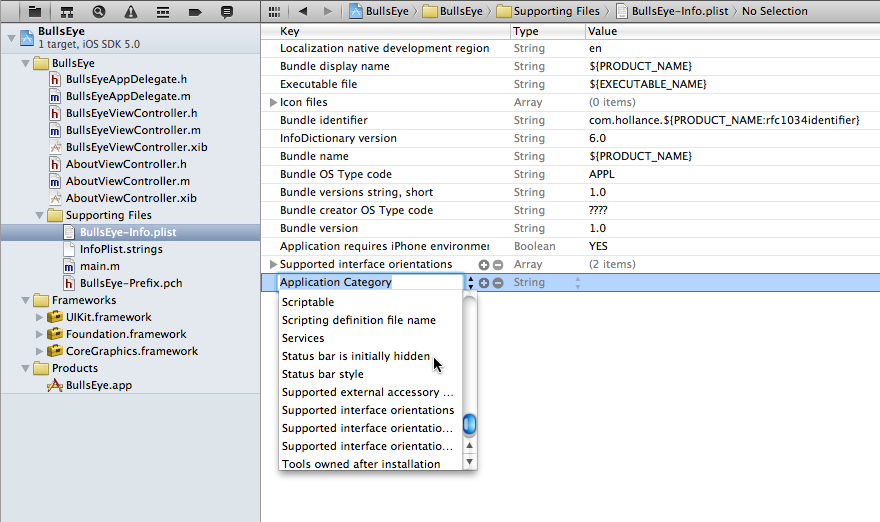 BullsEye 〉 BullsEye 〉 Supporting Files 〉 BullsEye-Info.plist 〉 No Selection
BullsEye
1 target, iOS SDK 5.0
BullsEye
BullsEyeAppDelegate.h
BullsEyeAppDelegate.m
BullsEyeViewController.h
BullsEyeViewController.m
BullsEyeViewController.xib
AboutViewController.h
AboutViewController.m
AboutViewController.xib
Supporting Files
BullsEye-Info.plist
InfoPlist.strings
main.m
BullsEye-Prefix.pch
Frameworks
UIKit.framework
Foundation.framework
CoreGraphics.framework
Products
BullsEye.app
Key Type Value
Localization native development region String en
Bundle display name String ${PRODUCT_NAME}
Executable file String ${EXECUTABLE_NAME}
Icon files Array (0 items)
Bundle identifier String com.hollance.${PRODUCT_NAME:rfc1034identifier}
InfoDictionary version String 6.0
Bundle name String ${PRODUCT_NAME}
Bundle OS Type code String APPL
Bundle versions string, short String 1.0
Bundle creator OS Type code String ????
Bundle version String 1.0
Application requires iPhone environmen Boolean YES
Supported interface orientations Array (2 items)
Application Category String
Scriptable
Scripting definition file name
Services
Status bar is initially hidden
Status bar style
Supported external accessory ...
Supported interface orientations
Supported interface orientatio...
Supported interface orientatio...
Tools owned after installation